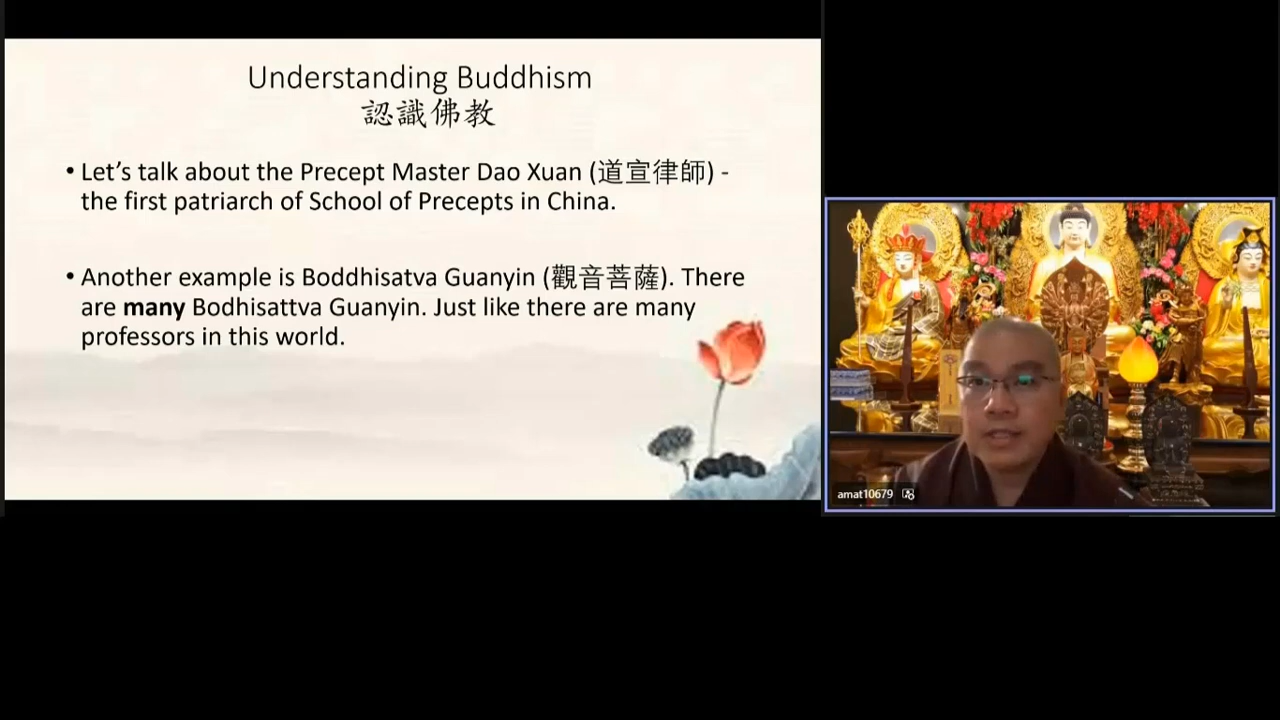 Understanding Buddhism
認識佛教
• Let’s talk about the Precept Master Dao Xuan (道宣律師) -
the first patriarch of School of Precepts in China.
• Another example is Boddhisatva Guanyin (觀音菩薩). There
are many Bodhisattva Guanyin. Just like there are many
professors in this world.
amat10679